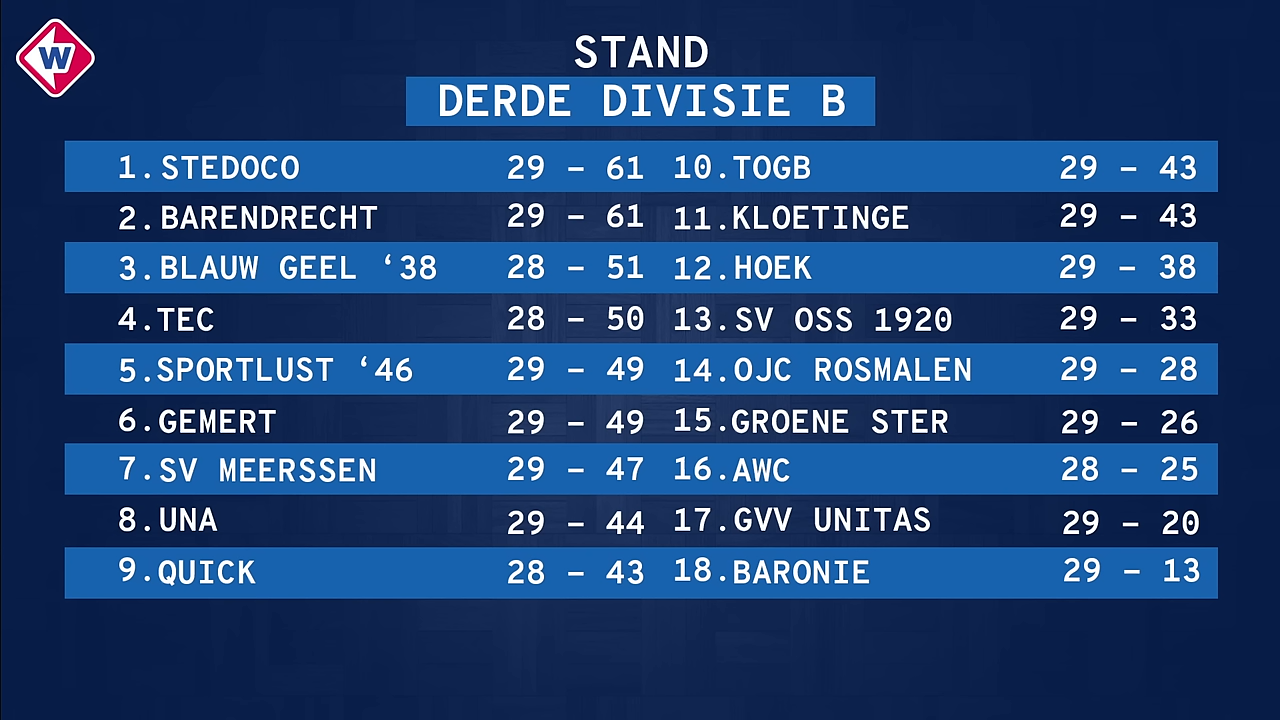 W
STAND
DERDE DIVISIE B
1. STEDOCO 29 – 61
2. BARENDRECHT 29 – 61
3. BLAUW GEEL ‘38 28 – 51
4. TEC 28 – 50
5. SPORTLUST ‘46 29 – 49
6. GEMERT 29 – 49
7. SV MEERSSEN 29 – 47
8. UNA 29 – 44
9. QUICK 28 – 43
10. TOGB 29 – 43
11. KLOETINGE 29 – 43
12. HOEK 29 – 38
13. SV OSS 1920 29 – 33
14. OJC ROSMALEN 29 – 28
15. GROENE STER 29 – 26
16. AWC 28 – 25
17. GVV UNITAS 29 – 20
18. BARONIE 29 – 13